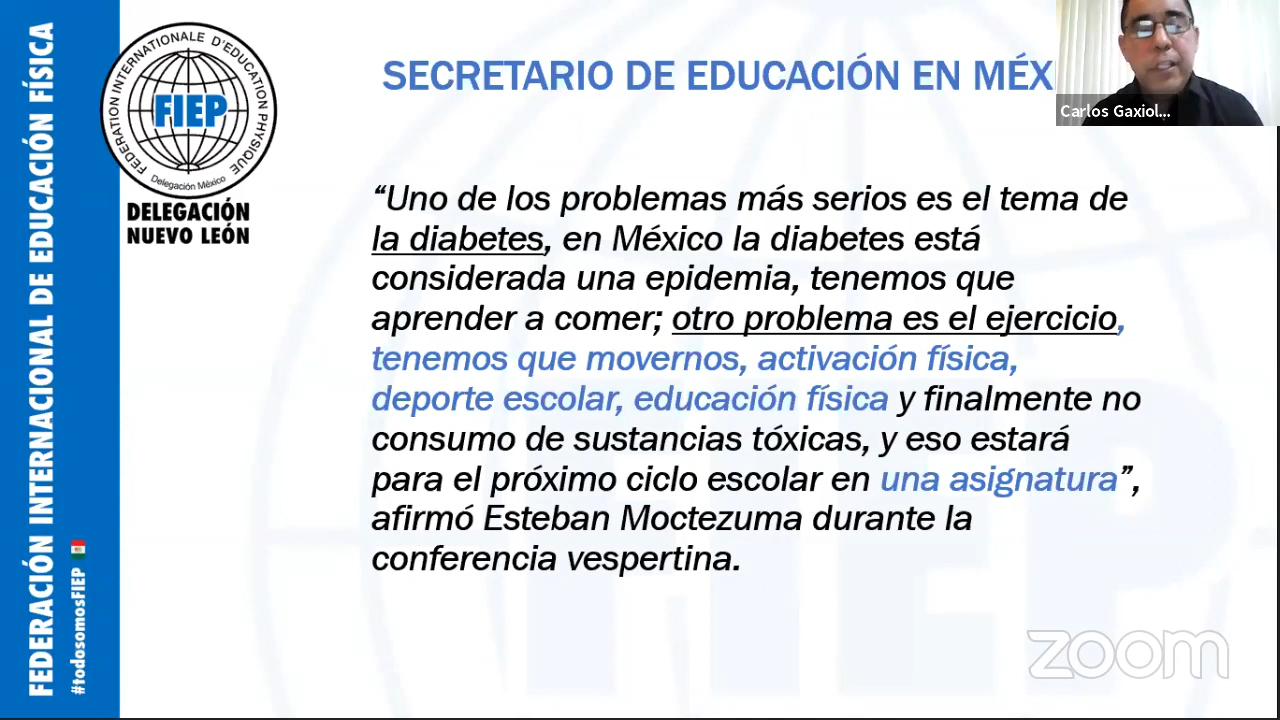 FEDERACIÓN INTERNACIONAL DE EDUCACIÓN FÍSICA
#todosomosFIEP
FEDERATION INTERNATIONALE D'EDUCATION PHYSIQUE
FIEP
Delegación México
DELEGACIÓN
NUEVO LEÓN
SECRETARIO DE EDUCACIÓN EN MÉX
Carlos Gaxiol...
“Uno de los problemas más serios es el tema de
la diabetes, en México la diabetes está
considerada una epidemia, tenemos que
aprender a comer; otro problema es el ejercicio,
tenemos que movernos, activación física,
deporte escolar, educación física y finalmente no
consumo de sustancias tóxicas, y eso estará
para el próximo ciclo escolar en una asignatura”,
afirmó Esteban Moctezuma durante la
conferencia vespertina.
FIEP
zoom